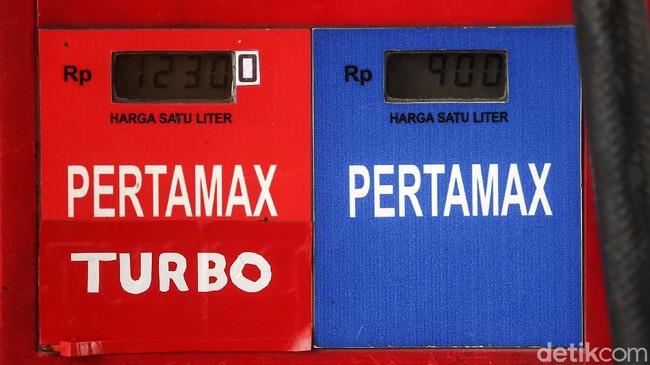 Rp 12300
HARGA SATU LITER
PERTAMAX
TURBO
Rp 900
HARGA SATU LITER
PERTAMAX
detikcom